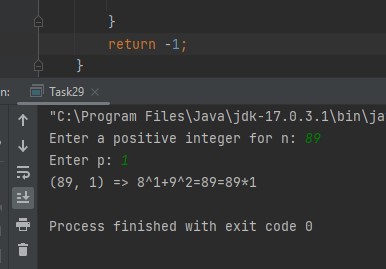 }
return -1;
}
n: Task29 ×
"C:\Program Files\Java\jdk-17.0.3.1\bin\ja
Enter a positive integer for n: 89
Enter p: 1
(89, 1) => 8^1+9^2=89=89*1
Process finished with exit code 0